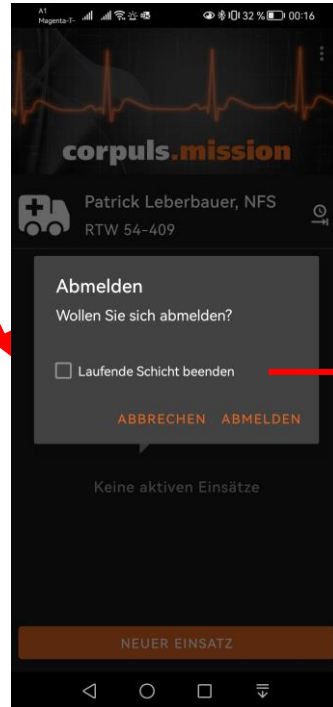 A1
Magenta-T-
32 % 00:16
corpuls.mission
Patrick Leberbauer, NFS
RTW 54-409
Abmelden
Wollen Sie sich abmelden?
Laufende Schicht beenden
ABBRECHEN ABMELDEN
Keine aktiven Einsätze
NEUER EINSATZ